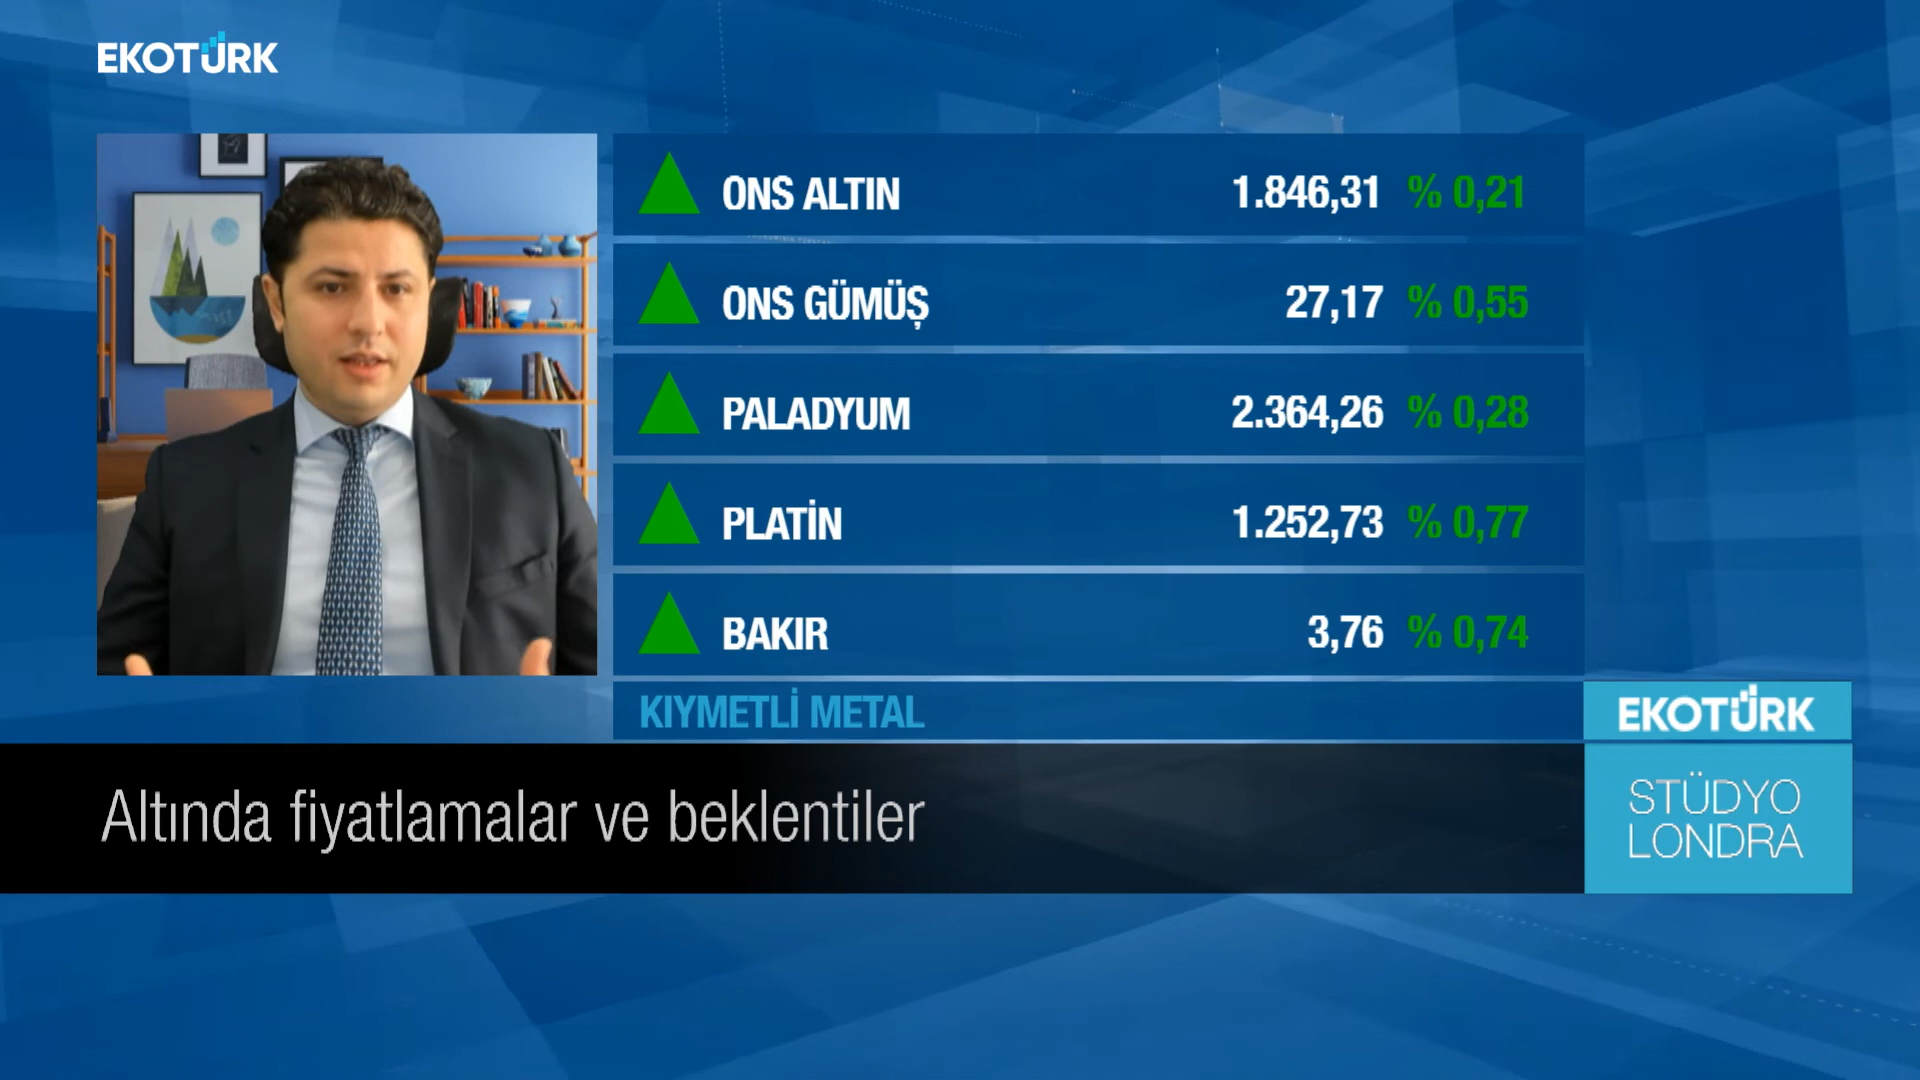 EKOTÜRK
ONS ALTIN 1.846,31 % 0,21
ONS GÜMÜŞ 27,17 % 0,55
PALADYUM 2.364,26 % 0,28
PLATİN 1.252,73 % 0,77
BAKIR 3,76 % 0,74
KIYMETLİ METAL
EKOTÜRK
Altında fiyatlamalar ve beklentiler
STÜDYO
LONDRA